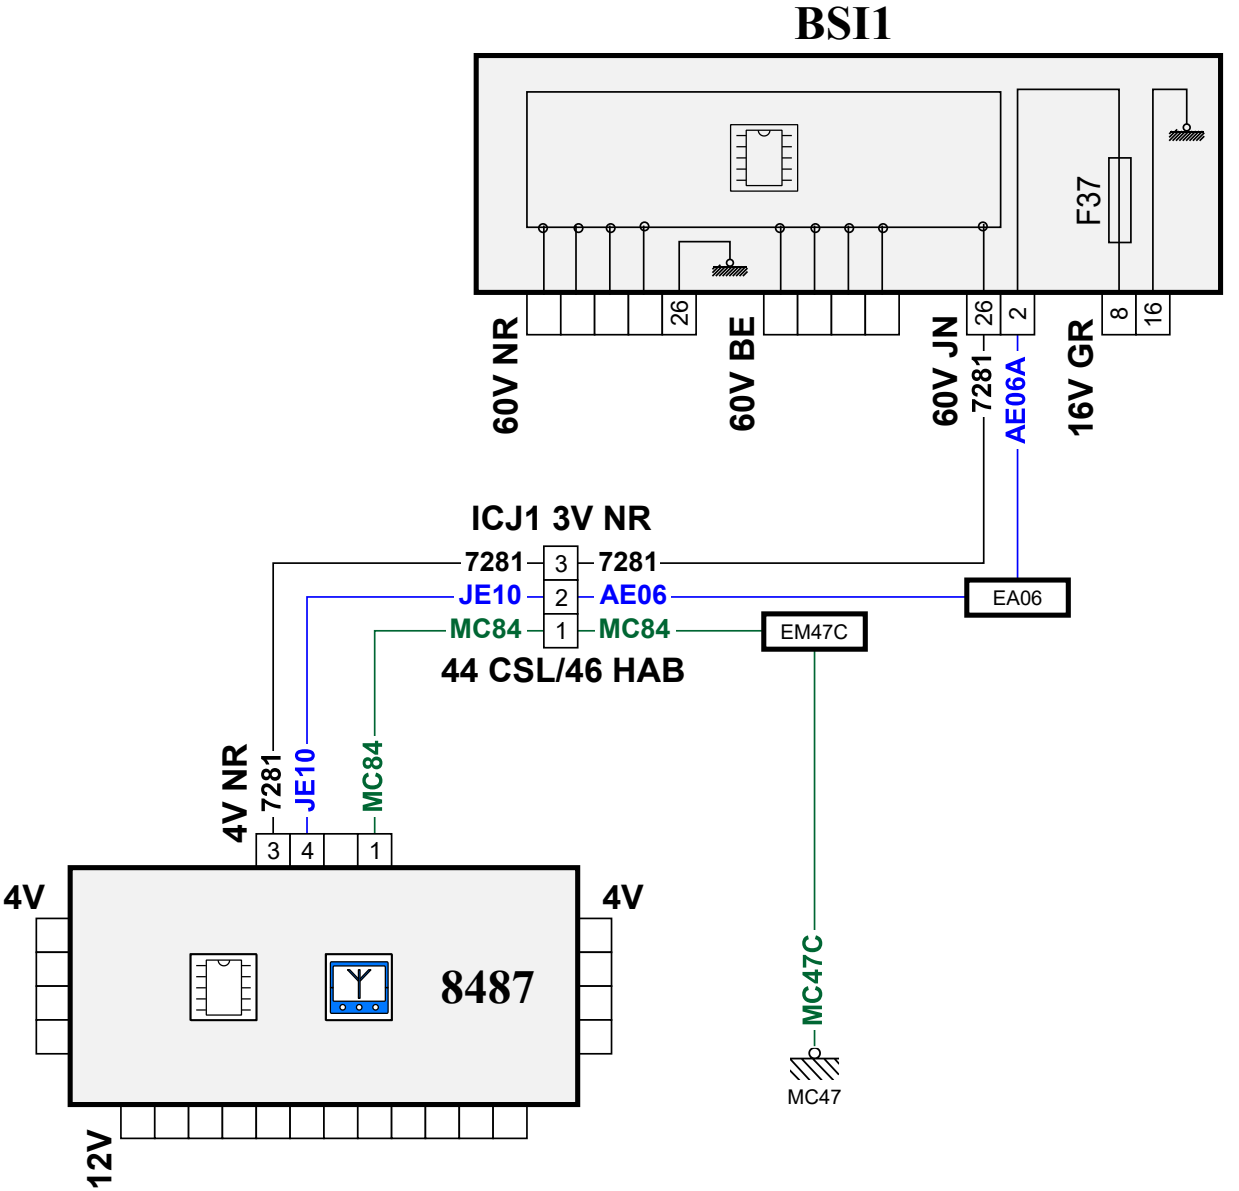 BSI1
F37
60V NR
26
60V BE
60V JN
26
2
16V GR
8
16
7281
AE06A
ICJ1 3V NR
7281 3 7281
JE10 2 AE06
EA06
MC84 1 MC84
EM47C
44 CSL/46 HAB
4V NR
7281
JE10
MC84
3 4 1
4V
4V
8487
MC47C
MC47
12V